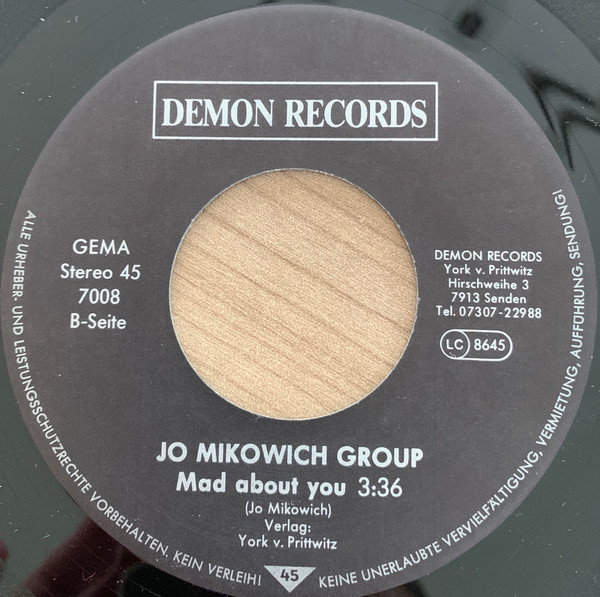 DEMON RECORDS
GEMA
Stereo 45
7008
B-Seite
DEMON RECORDS
York v. Prittwitz
Hirschweihe 3
7913 Senden
Tel. 07307-22988
LC 8645
JO MIKOWICH GROUP
Mad about you 3:36
(Jo Mikowich)
Verlag:
York v. Prittwitz
45
ALLE URHEBER- UND LEISTUNGSSCHUTZRECHTE VORBEHALTEN. KEIN VERLEIH! KEINE UNERLAUBTE VERVIELFÄLTIGUNG, VERMIETUNG, AUFFÜHRUNG, SENDUNG!